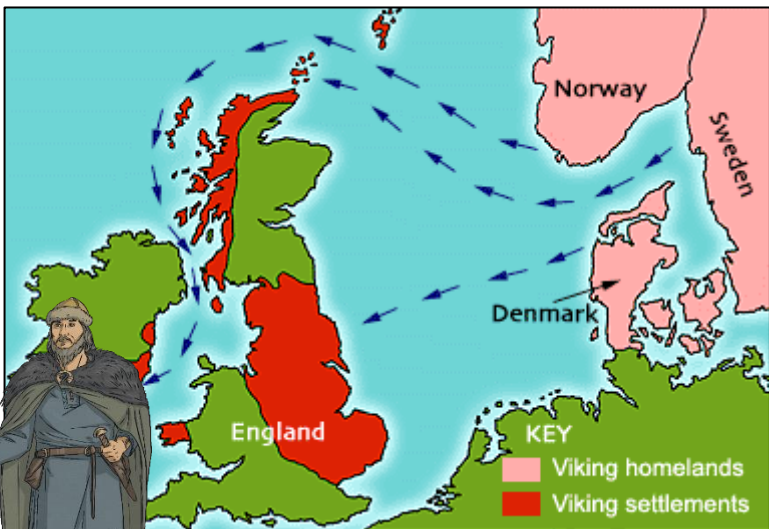 Norway
Sweden
Denmark
England
KEY
Viking homelands
Viking settlements